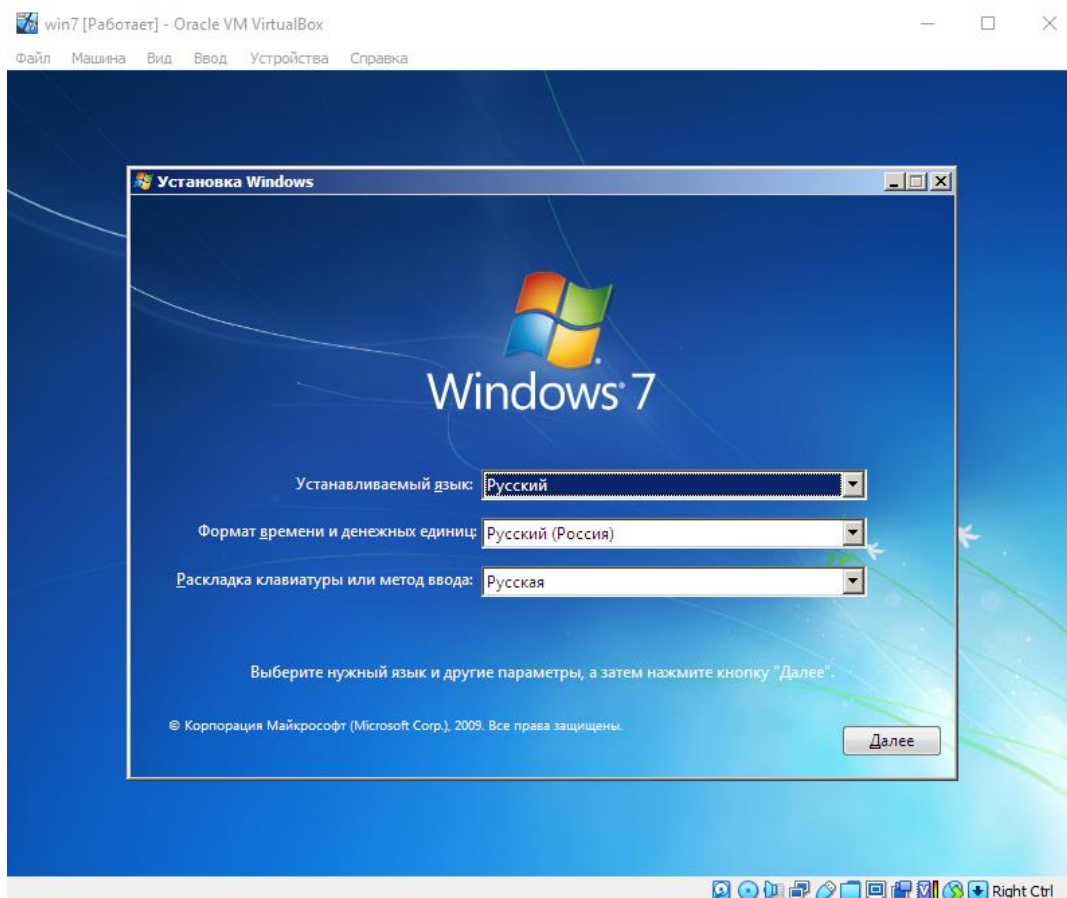 win7 [Работает] - Oracle VM VirtualBox
Файл Машина Вид Ввод Устройства Справка
Установка Windows
Windows® 7
Устанавливаемый язык: Русский
Формат времени и денежных единиц: Русский (Россия)
Раскладка клавиатуры или метод ввода: Русская
Выберите нужный язык и другие параметры, а затем нажмите кнопку "Далее".
© Корпорация Майкрософт (Microsoft Corp.), 2009. Все права защищены.
Далее
Right Ctrl